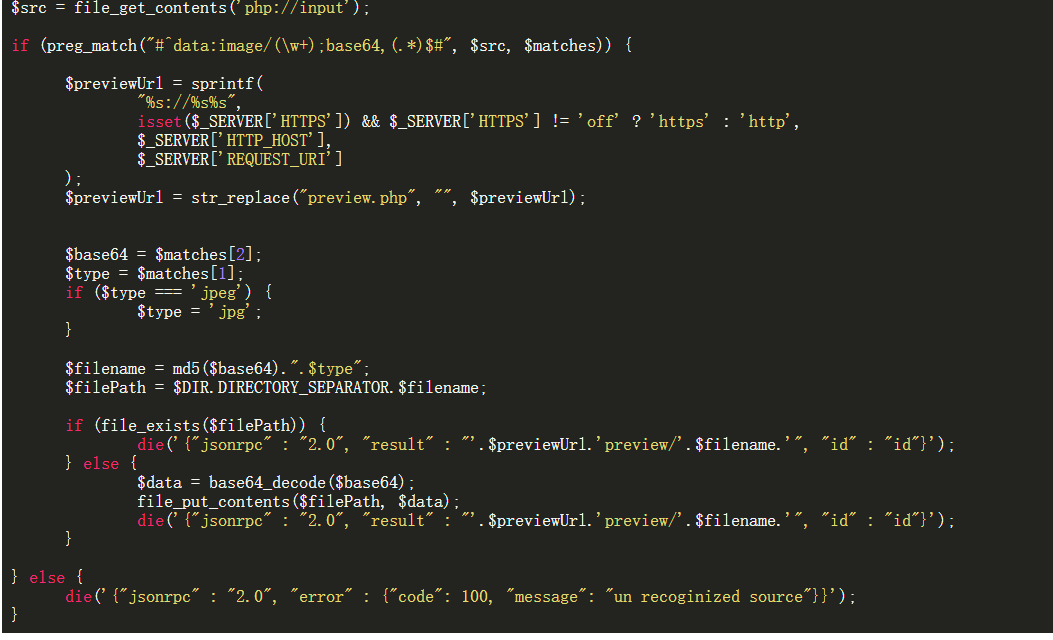 $src = file_get_contents('php://input');
if (preg_match("#^data:image/(\w+);base64,(.*)$#", $src, $matches)) {
$previewUrl = sprintf(
"%s://%s%s",
isset($_SERVER['HTTPS']) && $_SERVER['HTTPS'] != 'off' ? 'https' : 'http',
$_SERVER['HTTP_HOST'],
$_SERVER['REQUEST_URI']
);
$previewUrl = str_replace("preview.php", "", $previewUrl);
$base64 = $matches[2];
$type = $matches[1];
if ($type === 'jpeg') {
$type = 'jpg';
}
$filename = md5($base64).".$type";
$filePath = $DIR.DIRECTORY_SEPARATOR.$filename;
if (file_exists($filePath)) {
die('{"jsonrpc" : "2.0", "result" : "'.$previewUrl.'preview/'.$filename.'", "id" : "id"}');
} else {
$data = base64_decode($base64);
file_put_contents($filePath, $data);
die('{"jsonrpc" : "2.0", "result" : "'.$previewUrl.'preview/'.$filename.'", "id" : "id"}');
}
} else {
die('{"jsonrpc" : "2.0", "error" : {"code": 100, "message": "un recoginized source"}}');
}